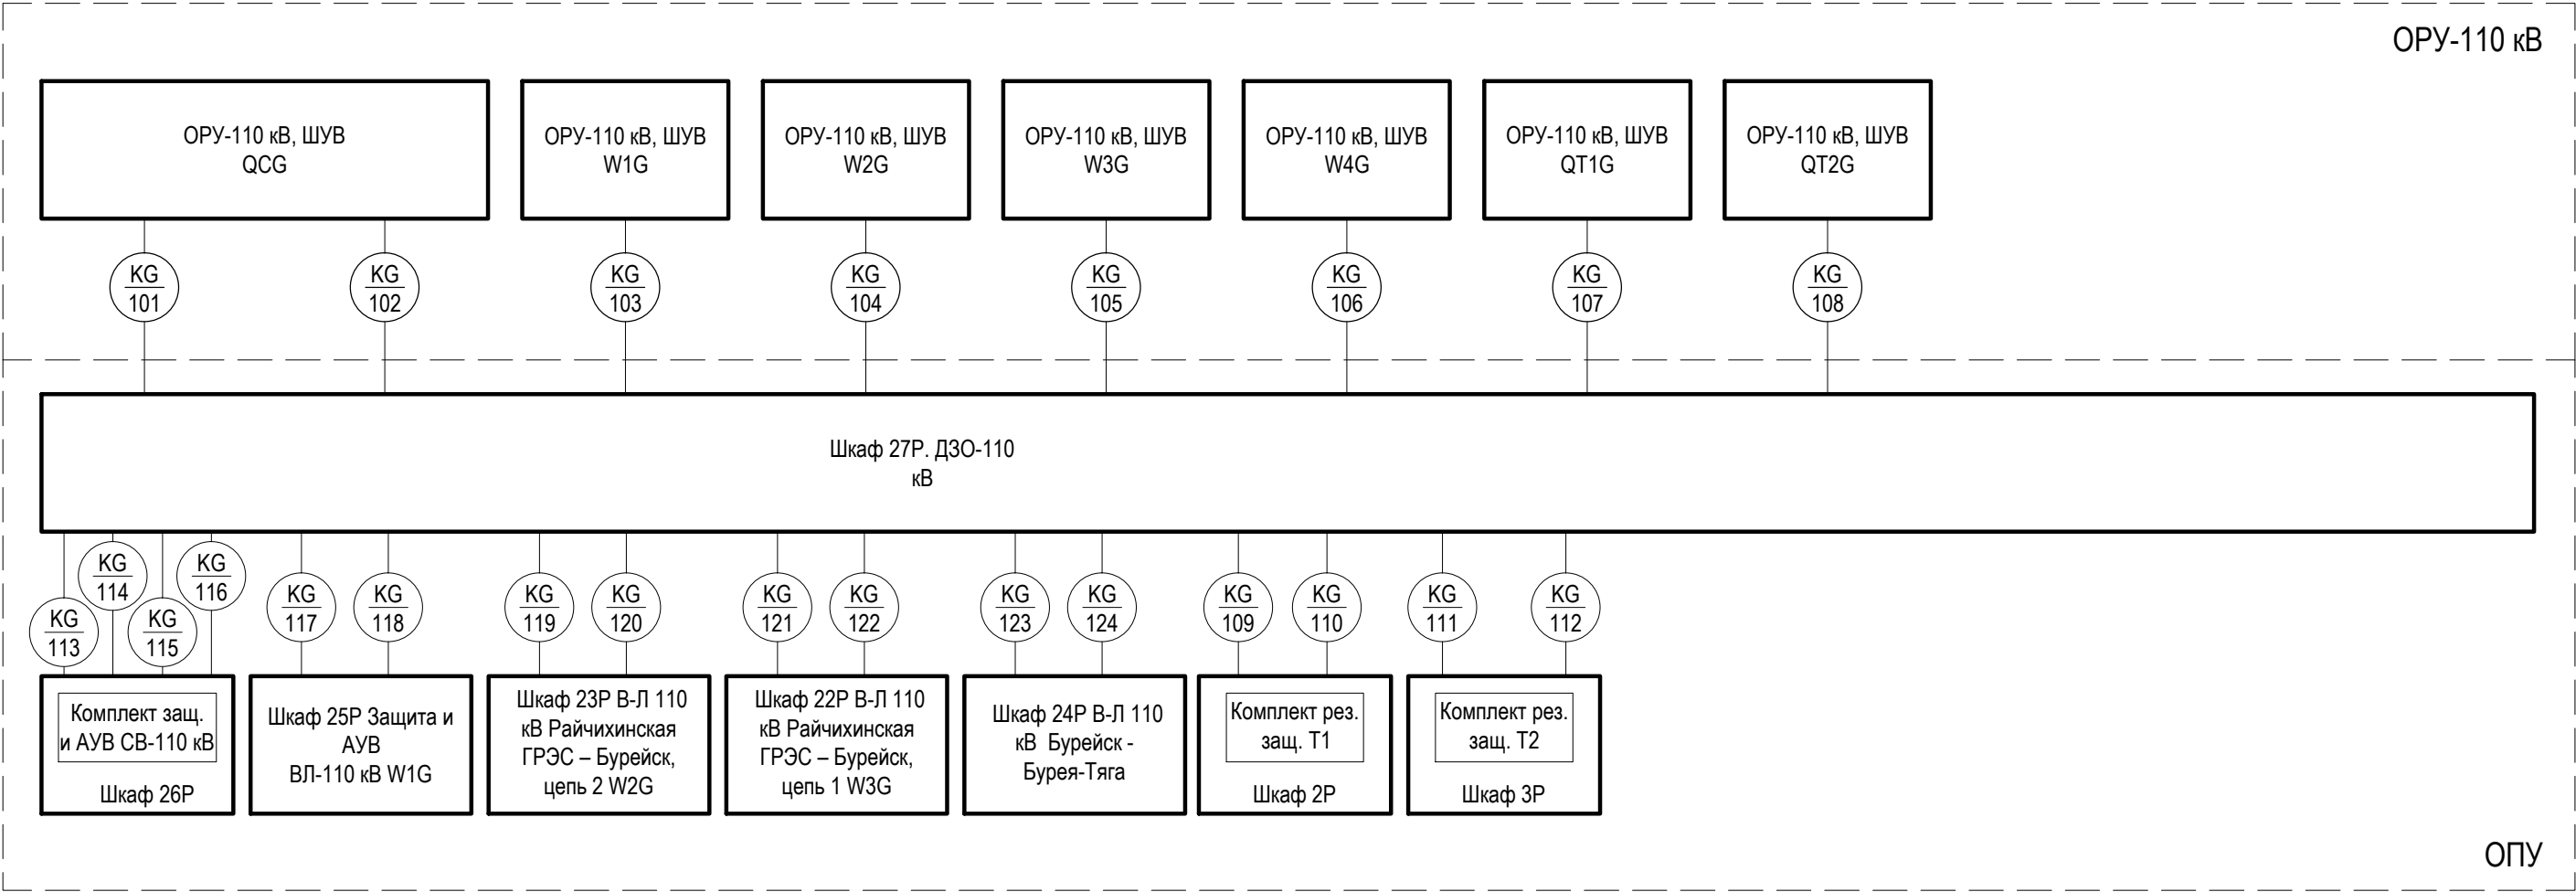 ОРУ-110 кВ
ОРУ-110 кВ, ШУВ
QCG
ОРУ-110 кВ, ШУВ
W1G
ОРУ-110 кВ, ШУВ
W2G
ОРУ-110 кВ, ШУВ
W3G
ОРУ-110 кВ, ШУВ
W4G
ОРУ-110 кВ, ШУВ
QT1G
ОРУ-110 кВ, ШУВ
QT2G
KG
101
KG
102
KG
103
KG
104
KG
105
KG
106
KG
107
KG
108
Шкаф 27Р. ДЗО-110
кВ
KG
113
KG
114
KG
115
KG
116
KG
117
KG
118
KG
119
KG
120
KG
121
KG
122
KG
123
KG
124
KG
109
KG
110
KG
111
KG
112
Комплект защ.
и АУВ СВ-110 кВ
Шкаф 26Р
Шкаф 25Р Защита и
АУВ
ВЛ-110 кВ W1G
Шкаф 23Р В-Л 110
кВ Райчихинская
ГРЭС – Бурейск,
цепь 2 W2G
Шкаф 22Р В-Л 110
кВ Райчихинская
ГРЭС – Бурейск,
цепь 1 W3G
Шкаф 24Р В-Л 110
кВ Бурейск -
Бурея-Тяга
Комплект рез.
защ. Т1
Шкаф 2Р
Комплект рез.
защ. Т2
Шкаф 3Р
ОПУ